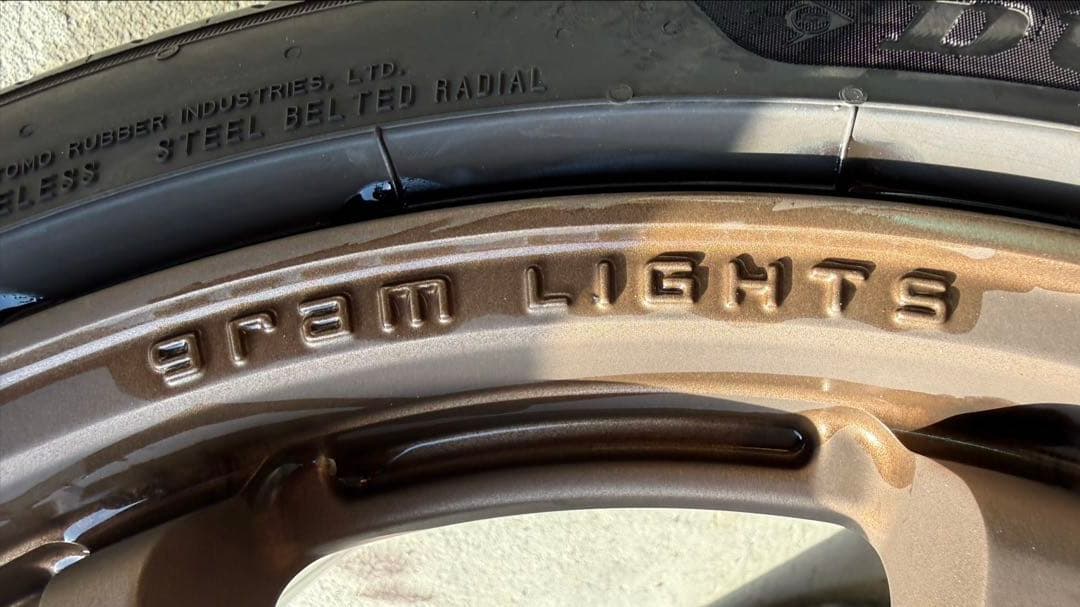 RUBBER INDUSTRIES, LTD.
STEEL BELTED RADIAL
gram LIGHTS